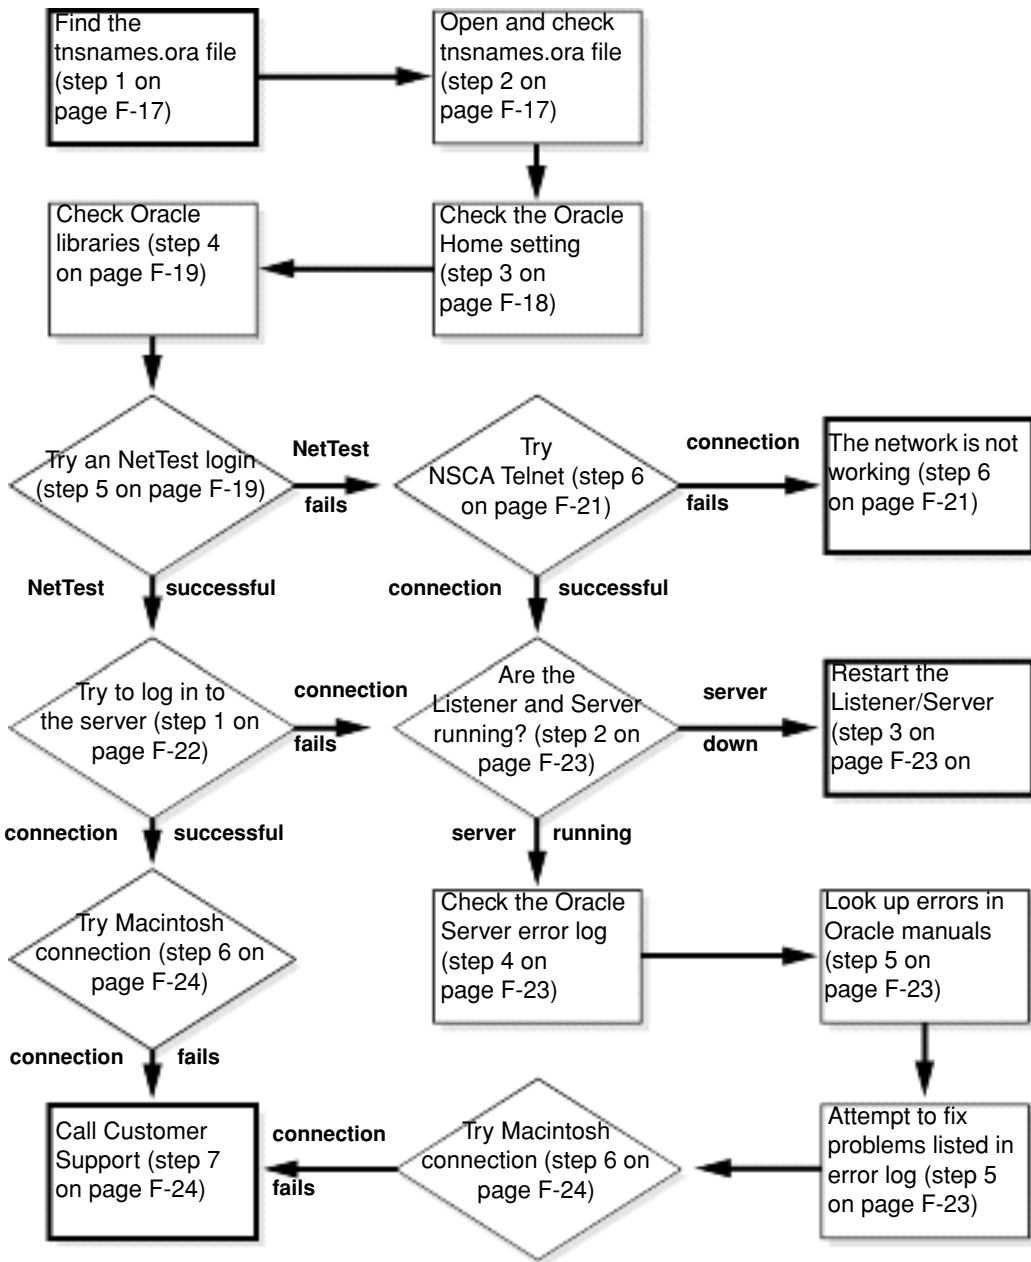 Find the
tnsnames.ora file
(step 1 on
page F-17)
Open and check
tnsnames.ora file
(step 2 on
page F-17)
Check Oracle
libraries (step 4
on page F-19)
Check the Oracle
Home setting
(step 3 on
page F-18)
Try an NetTest login
(step 5 on page F-19)
NetTest
fails
Try
NSCA Telnet (step 6
on page F-21)
connection
fails
The network is not
working (step 6
on page F-21)
NetTest successful
connection successful
Try to log in to
the server (step 1 on
page F-22)
connection
fails
Are the
Listener and Server
running? (step 2 on
page F-23)
server
down
Restart the
Listener/Server
(step 3 on
page F-23 on
connection successful
server running
Try Macintosh
connection (step 6 on
page F-24)
Check the Oracle
Server error log
(step 4 on
page F-23)
Look up errors in
Oracle manuals
(step 5 on
page F-23)
connection fails
Call Customer
Support (step 7
on page F-24)
connection
fails
Try Macintosh
connection (step 6 on
page F-24)
Attempt to fix
problems listed in
error log (step 5
on page F-23)